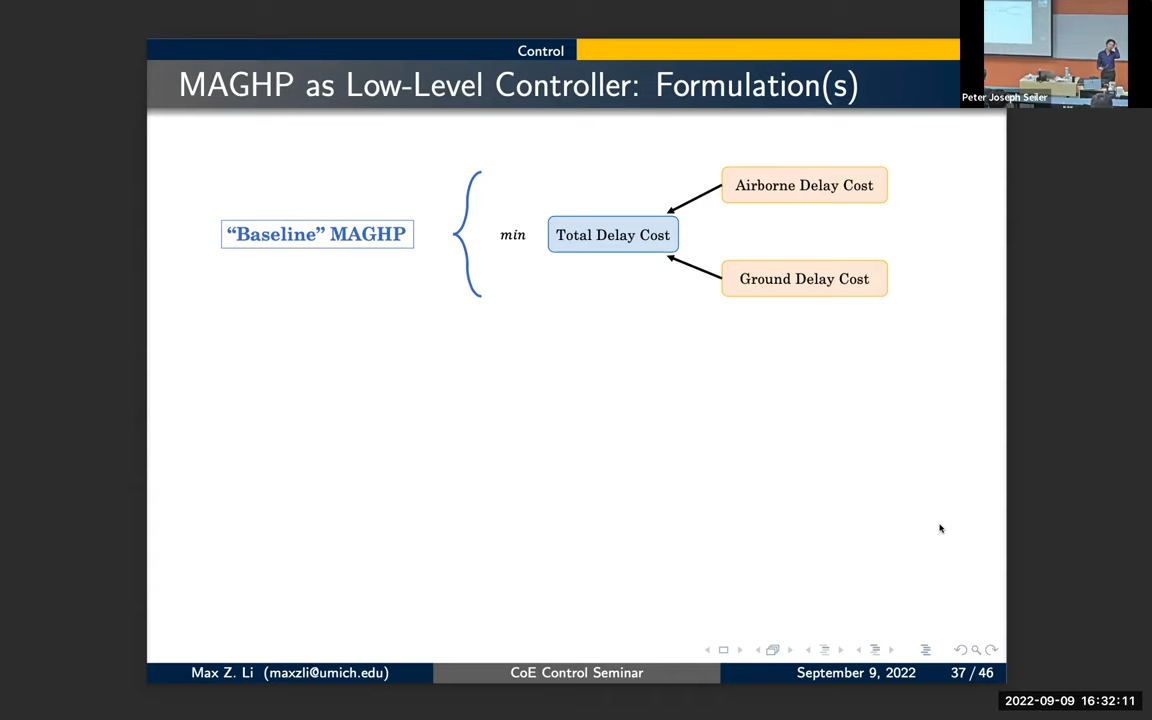 Control
MAGHP as Low-Level Controller: Formulation(s)
Peter Joseph Seiler
Airborne Delay Cost
“Baseline” MAGHP
min
Total Delay Cost
Ground Delay Cost
Max Z. Li (maxzli@umich.edu)
CoE Control Seminar
September 9, 2022
37 / 46
2022-09-09 16:32:11